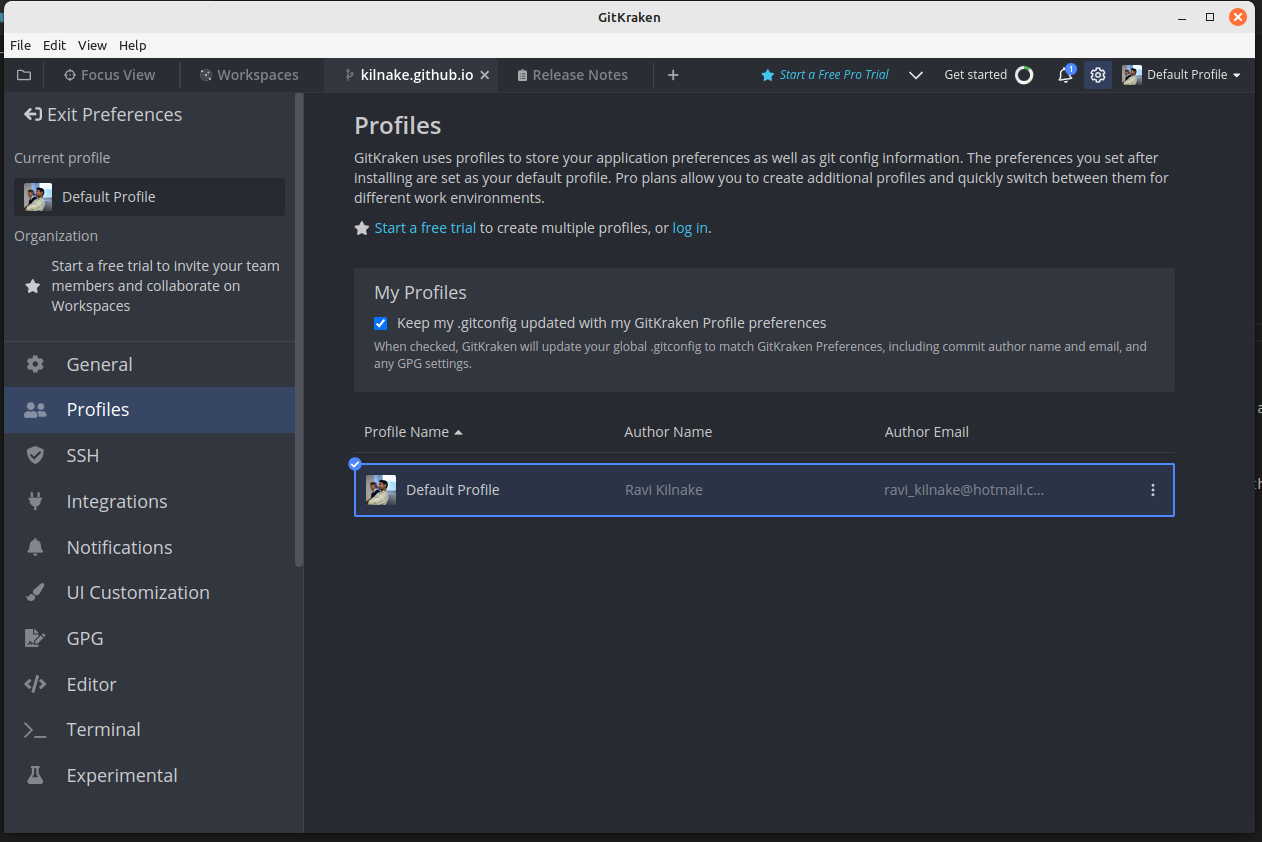 GitKraken
File Edit View Help
Focus View Workspaces kilnake.github.io Release Notes Start a Free Pro Trial Get started 1 Default Profile
Exit Preferences
Current profile
Default Profile
Organization
Start a free trial to invite your team
members and collaborate on
Workspaces
General
Profiles
SSH
Integrations
Notifications
UI Customization
GPG
Editor
Terminal
Experimental
Profiles
GitKraken uses profiles to store your application preferences as well as git config information. The preferences you set after
installing are set as your default profile. Pro plans allow you to create additional profiles and quickly switch between them for
different work environments.
Start a free trial to create multiple profiles, or log in.
My Profiles
Keep my .gitconfig updated with my GitKraken Profile preferences
When checked, GitKraken will update your global .gitconfig to match GitKraken Preferences, including commit author name and email, and
any GPG settings.
Profile Name Author Name Author Email
Default Profile Ravi Kilnake ravi_kilnake@hotmail.c...